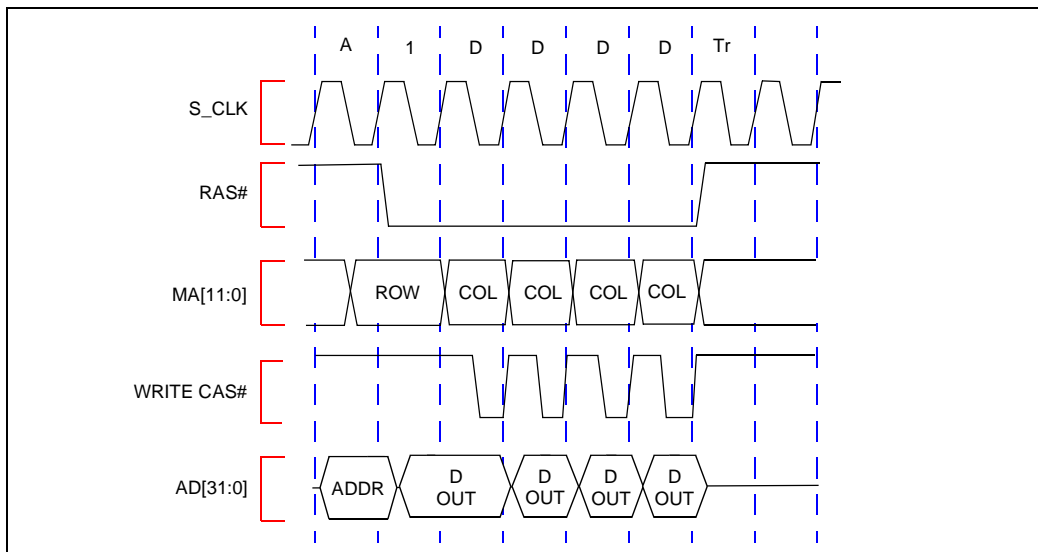 A 1 D D D D Tr
S_CLK
RAS#
MA[11:0] ROW COL COL COL COL
WRITE CAS#
AD[31:0] ADDR D OUT D OUT D OUT D OUT